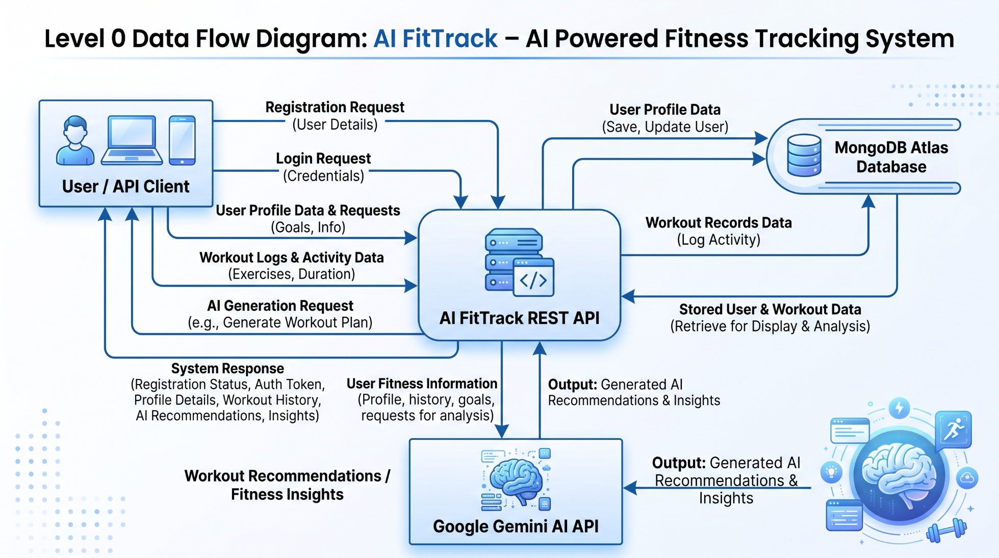 Level 0 Data Flow Diagram: AI FitTrack – AI Powered Fitness Tracking System
User / API Client
Registration Request
(User Details)
Login Request
(Credentials)
User Profile Data & Requests
(Goals, Info)
Workout Logs & Activity Data
(Exercises, Duration)
AI Generation Request
(e.g., Generate Workout Plan)
System Response
(Registration Status, Auth Token,
Profile Details, Workout History,
AI Recommendations, Insights)
</>
AI FitTrack REST API
User Profile Data
(Save, Update User)
MongoDB Atlas
Database
Workout Records Data
(Log Activity)
Stored User & Workout Data
(Retrieve for Display & Analysis)
User Fitness Information
(Profile, history, goals,
requests for analysis)
Output: Generated AI
Recommendations & Insights
Workout Recommendations /
Fitness Insights
Google Gemini AI API
Output: Generated AI
Recommendations &
Insights